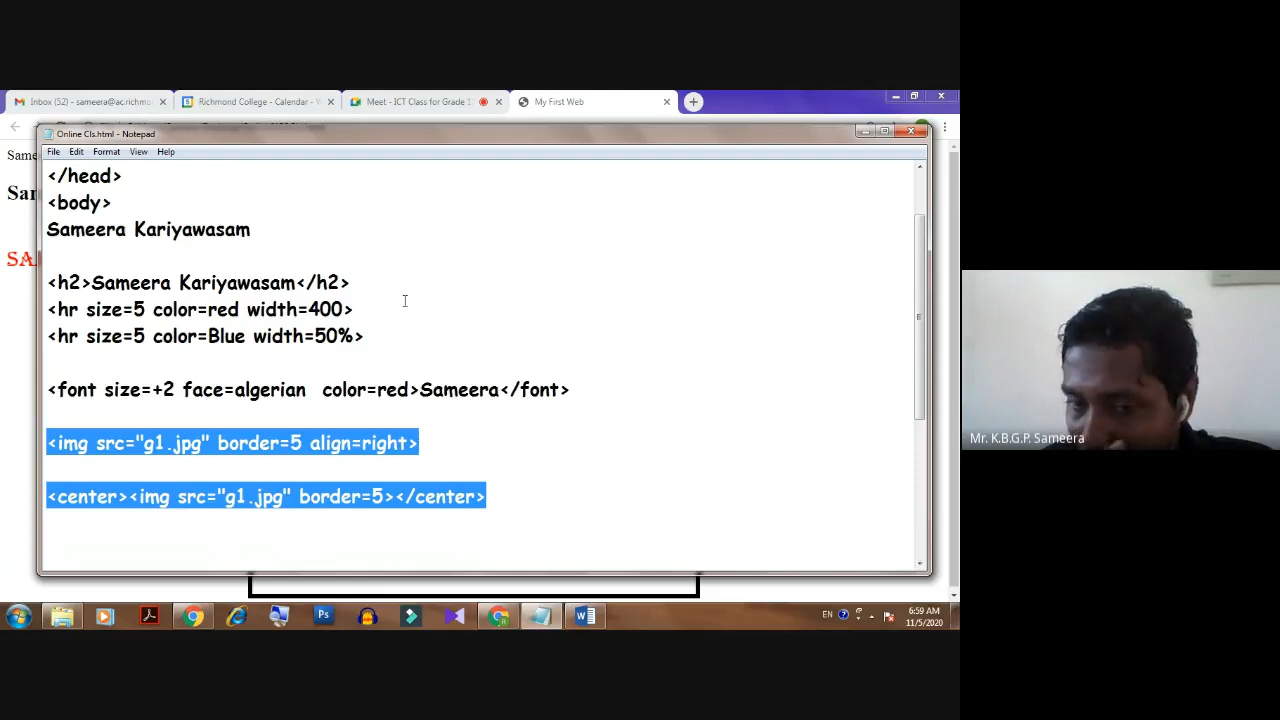 Inbox (52) - sameera@ac.richmo
Richmond College - Calendar -
Meet - ICT Class for Grade
My First Web
Online Cls.html - Notepad
File Edit Format View Help
Same
</head>
San
<body>
Sameera Kariyawasam
SA
<h2>Sameera Kariyawasam</h2>
<hr size=5 color=red width=400>
<hr size=5 color=Blue width=50%>
<font size=+2 face=algerian color=red>Sameera</font>
<img src="g1.jpg" border=5 align=right>
<center><img src="g1.jpg" border=5></center>
Mr. K.B.G.P. Sameera
EN
6:59 AM
11/5/2020
Ps